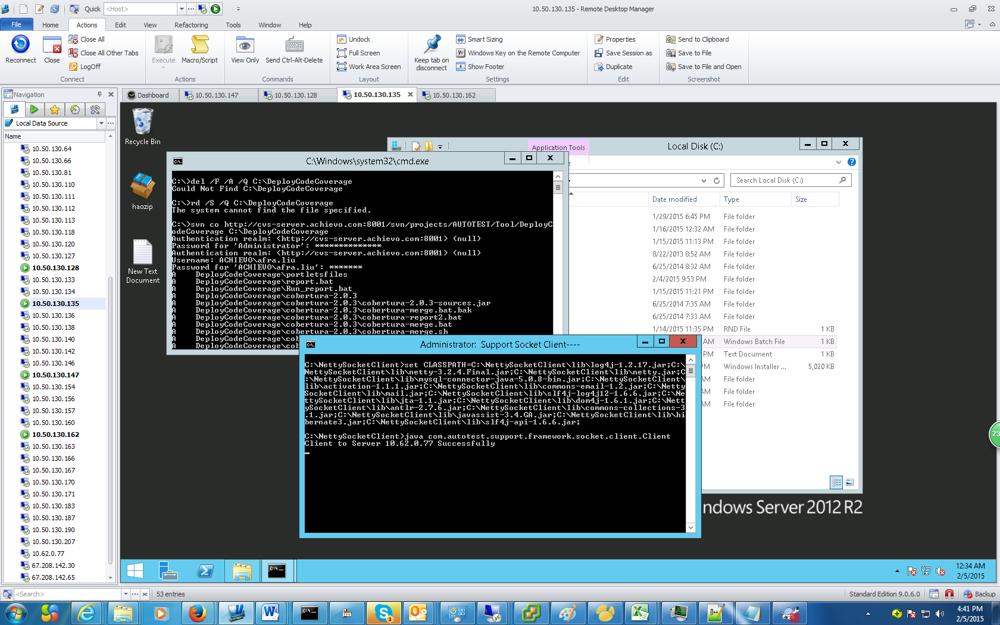 Quick
<Host>
10.50.130.135 - Remote Desktop Manager
File
Home
Actions
Edit
View
Refactoring
Tools
Window
Help
Reconnect
Close
Close All
Close All Other Tabs
LogOff
Connect
Execute
Macro/Script
Actions
View Only
Send Ctrl-Alt-Delete
Commands
Undock
Full Screen
Work Area Screen
Layout
Keep tab on
disconnect
Smart Sizing
Windows Key on the Remote Computer
Show Footer
Settings
Properties
Save Session as
Duplicate
Edit
Send to Clipboard
Save to File
Save to File and Open
Screenshot
Navigation
Dashboard
10.50.130.147
10.50.130.128
10.50.130.135
10.50.130.162
Local Data Source
Name
10.50.130.64
10.50.130.66
10.50.130.81
10.50.130.110
10.50.130.111
10.50.130.112
10.50.130.113
10.50.130.118
10.50.130.120
10.50.130.127
10.50.130.128
10.50.130.133
10.50.130.134
10.50.130.135
10.50.130.136
10.50.130.138
10.50.130.140
10.50.130.142
10.50.130.146
10.50.130.147
10.50.130.154
10.50.130.156
10.50.130.157
10.50.130.160
10.50.130.162
10.50.130.163
10.50.130.166
10.50.130.167
10.50.130.170
10.50.130.171
10.50.130.183
10.50.130.187
10.50.130.190
10.50.130.207
10.62.0.77
67.208.142.30
67.208.142.65
Recycle Bin
haozip
New Text
Document
Application Tools
Local Disk (C:)
Search Local Disk (C:)
Date modified Type Size
1/29/2015 6:45 PM File folder
1/16/2015 12:32 AM File folder
1/15/2015 11:13 PM File folder
8/22/2013 8:52 AM File folder
6/25/2014 8:32 AM File folder
2/4/2015 9:53 PM File folder
1/15/2015 11:21 PM File folder
6/25/2014 7:35 AM File folder
6/25/2014 7:33 AM File folder
1/14/2015 11:35 PM RND File 1 KB
AM Windows Batch File 1 KB
PM Text Document 1 KB
PM Windows Installer ... 5,020 KB
AM File folder
AM File folder
AM File folder
C:\Windows\system32\cmd.exe
C:\>del /F /A /Q C:\DeployCodeCoverage
Could Not Find C:\DeployCodeCoverage
C:\>rd /S /Q C:\DeployCodeCoverage
The system cannot find the file specified.
C:\>svn co http://cvs-server.achievo.com:8001/svn/projects/AUTOTEST/Tool/DeployC
odeCoverage C:\DeployCodeCoverage
Authentication realm: <http://cvs-server.achievo.com:8001> (null)
Password for 'Administrator': **************
Authentication realm: <http://cvs-server.achievo.com:8001> (null)
Username: ACHIEVO\afra.liu
Password for 'ACHIEVO\afra.liu': *******
A    DeployCodeCoverage\portletsfiles
A    DeployCodeCoverage\report.bat
A    DeployCodeCoverage\Run_report.bat
A    DeployCodeCoverage\cobertura-2.0.3
A    DeployCodeCoverage\cobertura-2.0.3\cobertura-2.0.3-sources.jar
A    DeployCodeCoverage\cobertura-2.0.3\cobertura-merge.bat.bak
A    DeployCodeCoverage\cobertura-2.0.3\cobertura-report2.bat
A    DeployCodeCoverage\cobertura-2.0.3\cobertura-merge.bat
A    DeployCodeCoverage\cobertura-2.0.3\cobertura-merge.sh
A    DeployCodeCoverage\cob
A    DeployCodeCoverage\cob
Administrator:  Support Socket Client----
C:\NettySocketClient>set CLASSPATH=C:\NettySocketClient\lib\log4j-1.2.17.jar;C:\
NettySocketClient\lib\netty-3.2.4.Final.jar;C:\NettySocketClient\lib\netty.jar;C
:\NettySocketClient\lib\mysql-connector-java-5.0.8-bin.jar;C:\NettySocketClient\
lib\activation-1.1.1.jar;C:\NettySocketClient\lib\commons-email-1.2.jar;C:\Netty
SocketClient\lib\mail.jar;C:\NettySocketClient\lib\slf4j-log4j12-1.6.6.jar;C:\Ne
ttySocketClient\lib\jta-1.1.jar;C:\NettySocketClient\lib\dom4j-1.6.1.jar;C:\Nett
ySocketClient\lib\antlr-2.7.6.jar;C:\NettySocketClient\lib\commons-collections-3
.1.jar;C:\NettySocketClient\lib\javassist-3.4.GA.jar;C:\NettySocketClient\lib\hi
bernate3.jar;C:\NettySocketClient\lib\slf4j-api-1.6.6.jar;
C:\NettySocketClient>java com.autotest.support.framework.socket.client.Client
Client to Server 10.62.0.77 Successfully
ndows Server 2012 R2
73
12:34 AM
2/5/2015
<Search>
53 entries
Standard Edition 9.0.6.0
Backup
4:41 PM
2/5/2015